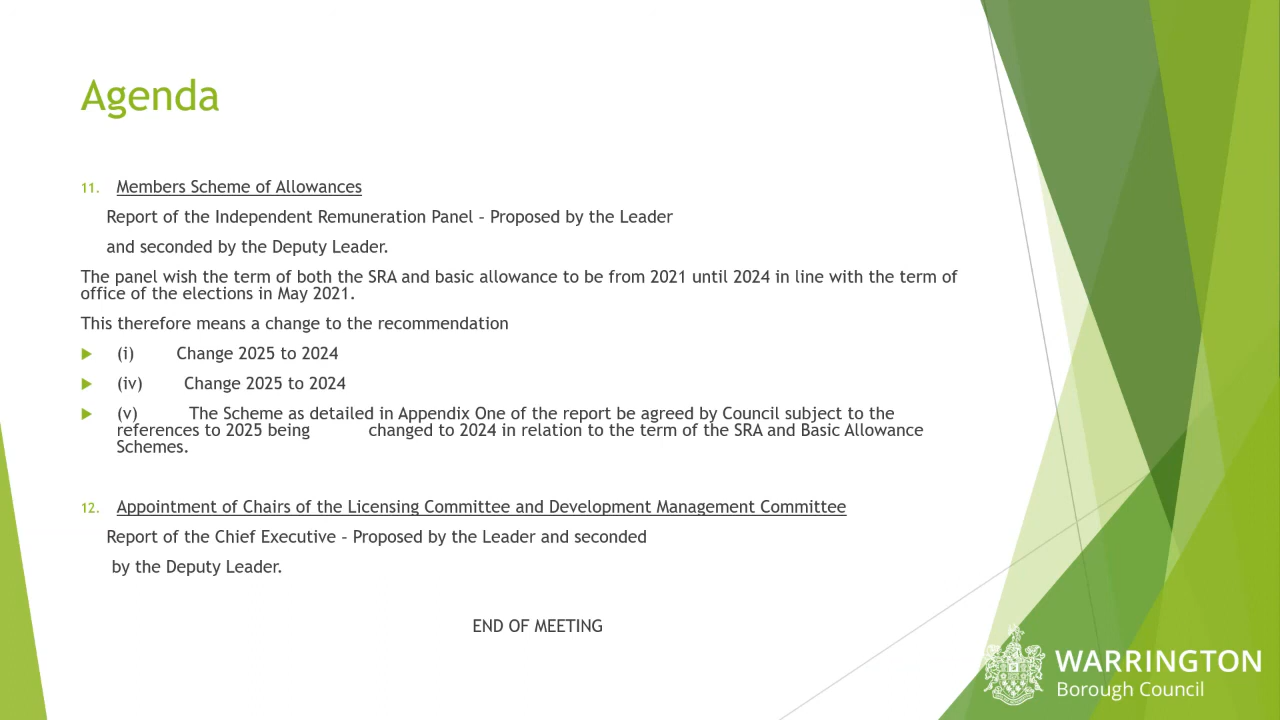 Agenda
11. Members Scheme of Allowances
Report of the Independent Remuneration Panel – Proposed by the Leader
and seconded by the Deputy Leader.
The panel wish the term of both the SRA and basic allowance to be from 2021 until 2024 in line with the term of
office of the elections in May 2021.
This therefore means a change to the recommendation
(i) Change 2025 to 2024
(iv) Change 2025 to 2024
(v) The Scheme as detailed in Appendix One of the report be agreed by Council subject to the
references to 2025 being changed to 2024 in relation to the term of the SRA and Basic Allowance
Schemes.
12. Appointment of Chairs of the Licensing Committee and Development Management Committee
Report of the Chief Executive – Proposed by the Leader and seconded
by the Deputy Leader.
END OF MEETING
WARRINGTON
Borough Council